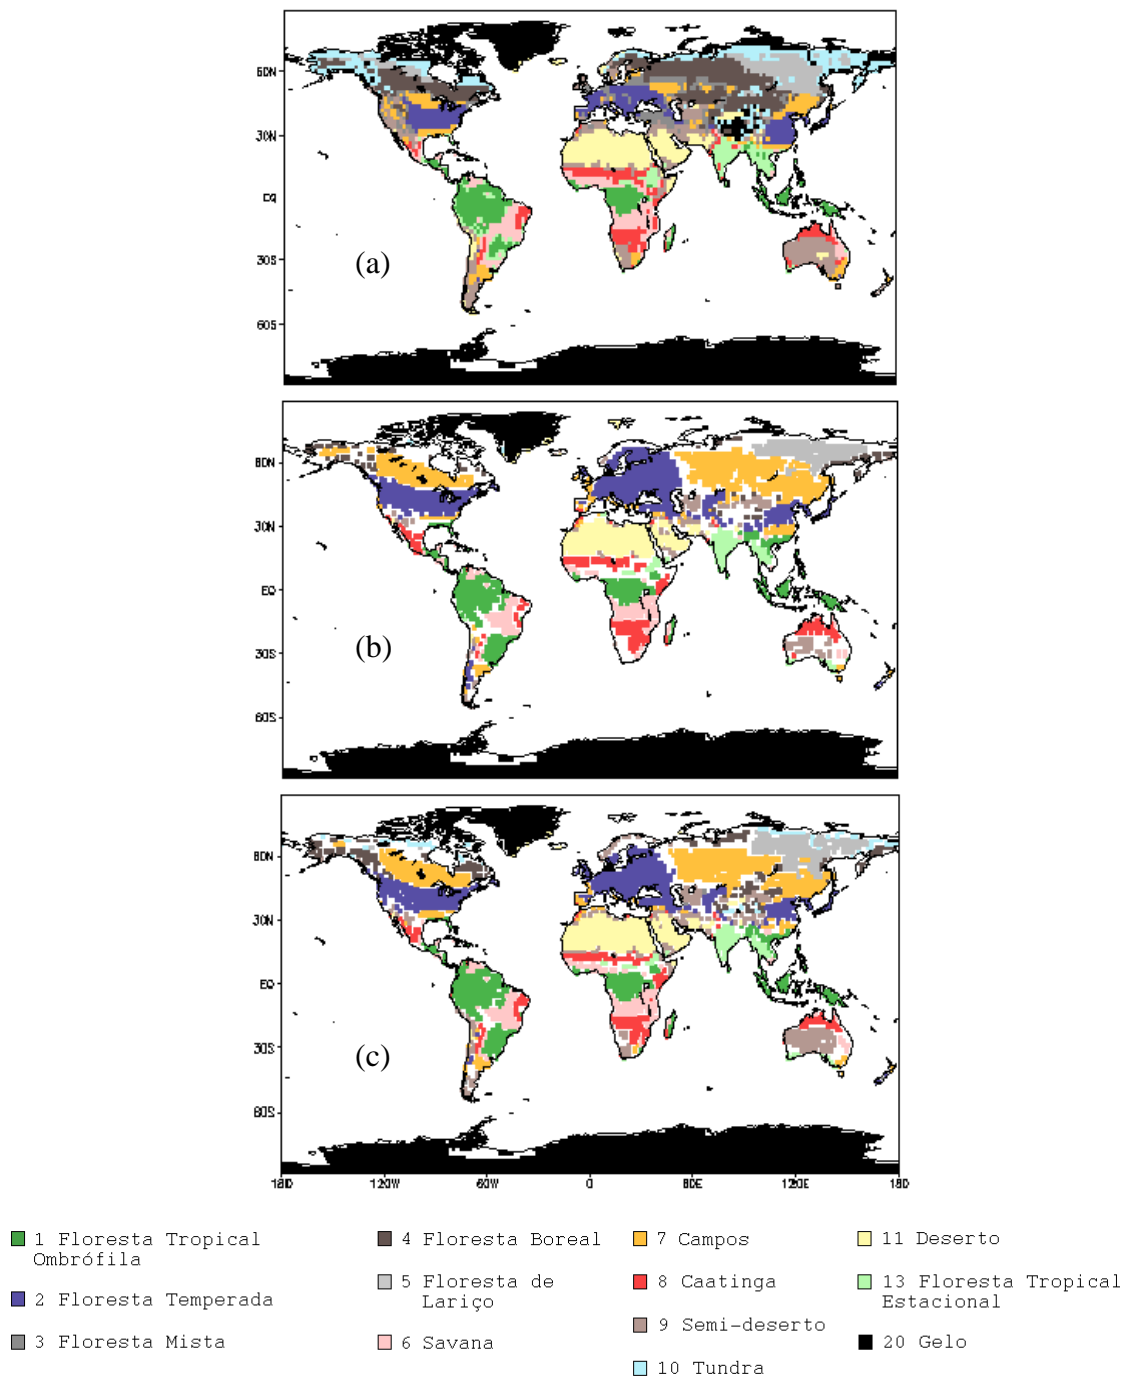 60N
30N
EQ
30S
60S
(a)
60N
30N
EQ
30S
60S
(b)
60N
30N
EQ
30S
60S
(c)
180 120W 60W 0 60E 120E 180
1 Floresta Tropical
Ombrófila
2 Floresta Temperada
3 Floresta Mista
4 Floresta Boreal
5 Floresta de
Lariço
6 Savana
7 Campos
8 Caatinga
9 Semi-deserto
10 Tundra
11 Deserto
13 Floresta Tropical
Estacional
20 Gelo